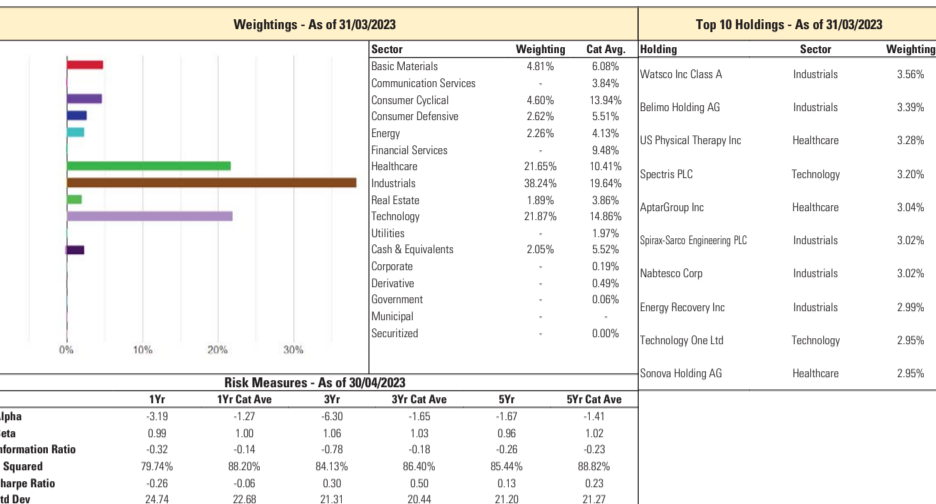 Weightings - As of 31/03/2023
Sector Weighting Cat Avg.
Basic Materials 4.81% 6.08%
Communication Services - 3.84%
Consumer Cyclical 4.60% 13.94%
Consumer Defensive 2.62% 5.51%
Energy 2.26% 4.13%
Financial Services - 9.48%
Healthcare 21.65% 10.41%
Industrials 38.24% 19.64%
Real Estate 1.89% 3.86%
Technology 21.87% 14.86%
Utilities - 1.97%
Cash & Equivalents 2.05% 5.52%
Corporate - 0.19%
Derivative - 0.49%
Government - 0.06%
Municipal - -
Securitized - 0.00%
0% 10% 20% 30%
Top 10 Holdings - As of 31/03/2023
Holding Sector Weighting
Watsco Inc Class A Industrials 3.56%
Belimo Holding AG Industrials 3.39%
US Physical Therapy Inc Healthcare 3.28%
Spectris PLC Technology 3.20%
AptarGroup Inc Healthcare 3.04%
Spirax-Sarco Engineering PLC Industrials 3.02%
Nabtesco Corp Industrials 3.02%
Energy Recovery Inc Industrials 2.99%
Technology One Ltd Technology 2.95%
Sonova Holding AG Healthcare 2.95%
Risk Measures - As of 30/04/2023
1Yr 1Yr Cat Ave 3Yr 3Yr Cat Ave 5Yr 5Yr Cat Ave
lpha -3.19 -1.27 -6.30 -1.65 -1.67 -1.41
eta 0.99 1.00 1.06 1.03 0.96 1.02
nformation Ratio -0.32 -0.14 -0.78 -0.18 -0.26 -0.23
Squared 79.74% 88.20% 84.13% 86.40% 85.44% 88.82%
harpe Ratio -0.26 -0.06 0.30 0.50 0.13 0.23
td Dev 24.74 22.68 21.31 20.44 21.20 21.27